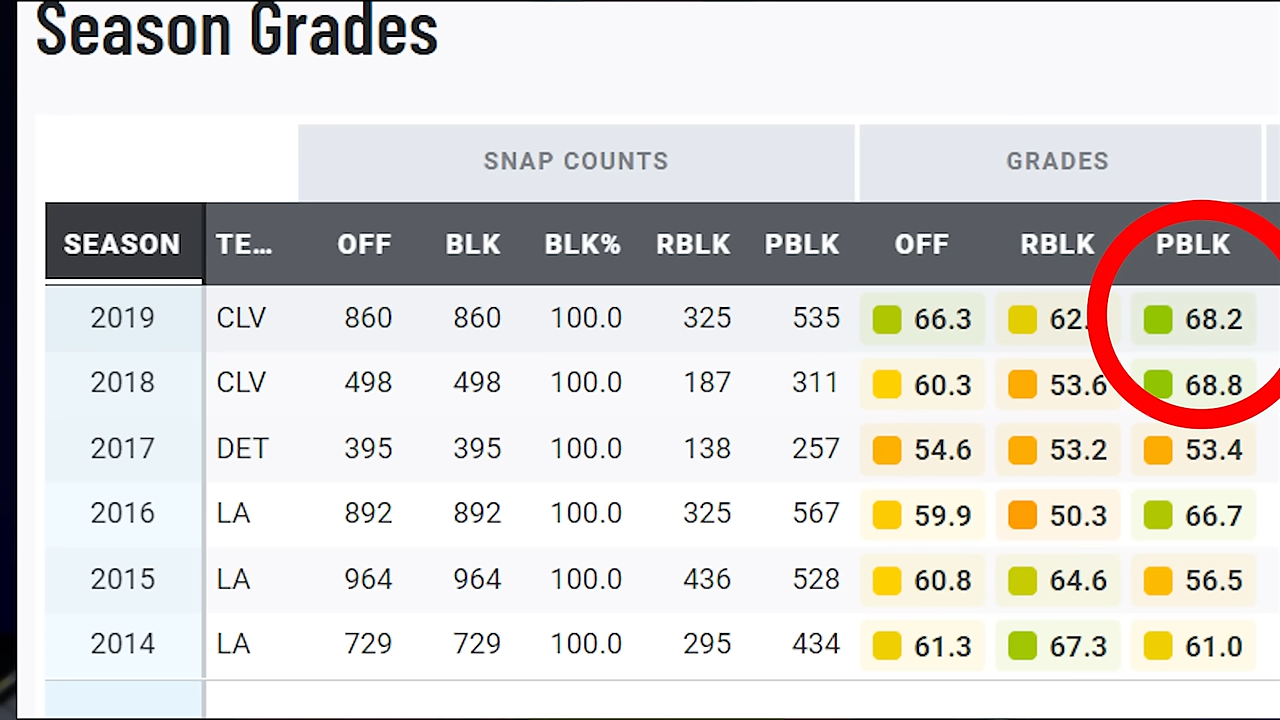 Season Grades
SNAP COUNTS GRADES
SEASON TE... OFF BLK BLK% RBLK PBLK OFF RBLK PBLK
2019 CLV 860 860 100.0 325 535 66.3 62. 68.2
2018 CLV 498 498 100.0 187 311 60.3 53.6 68.8
2017 DET 395 395 100.0 138 257 54.6 53.2 53.4
2016 LA 892 892 100.0 325 567 59.9 50.3 66.7
2015 LA 964 964 100.0 436 528 60.8 64.6 56.5
2014 LA 729 729 100.0 295 434 61.3 67.3 61.0